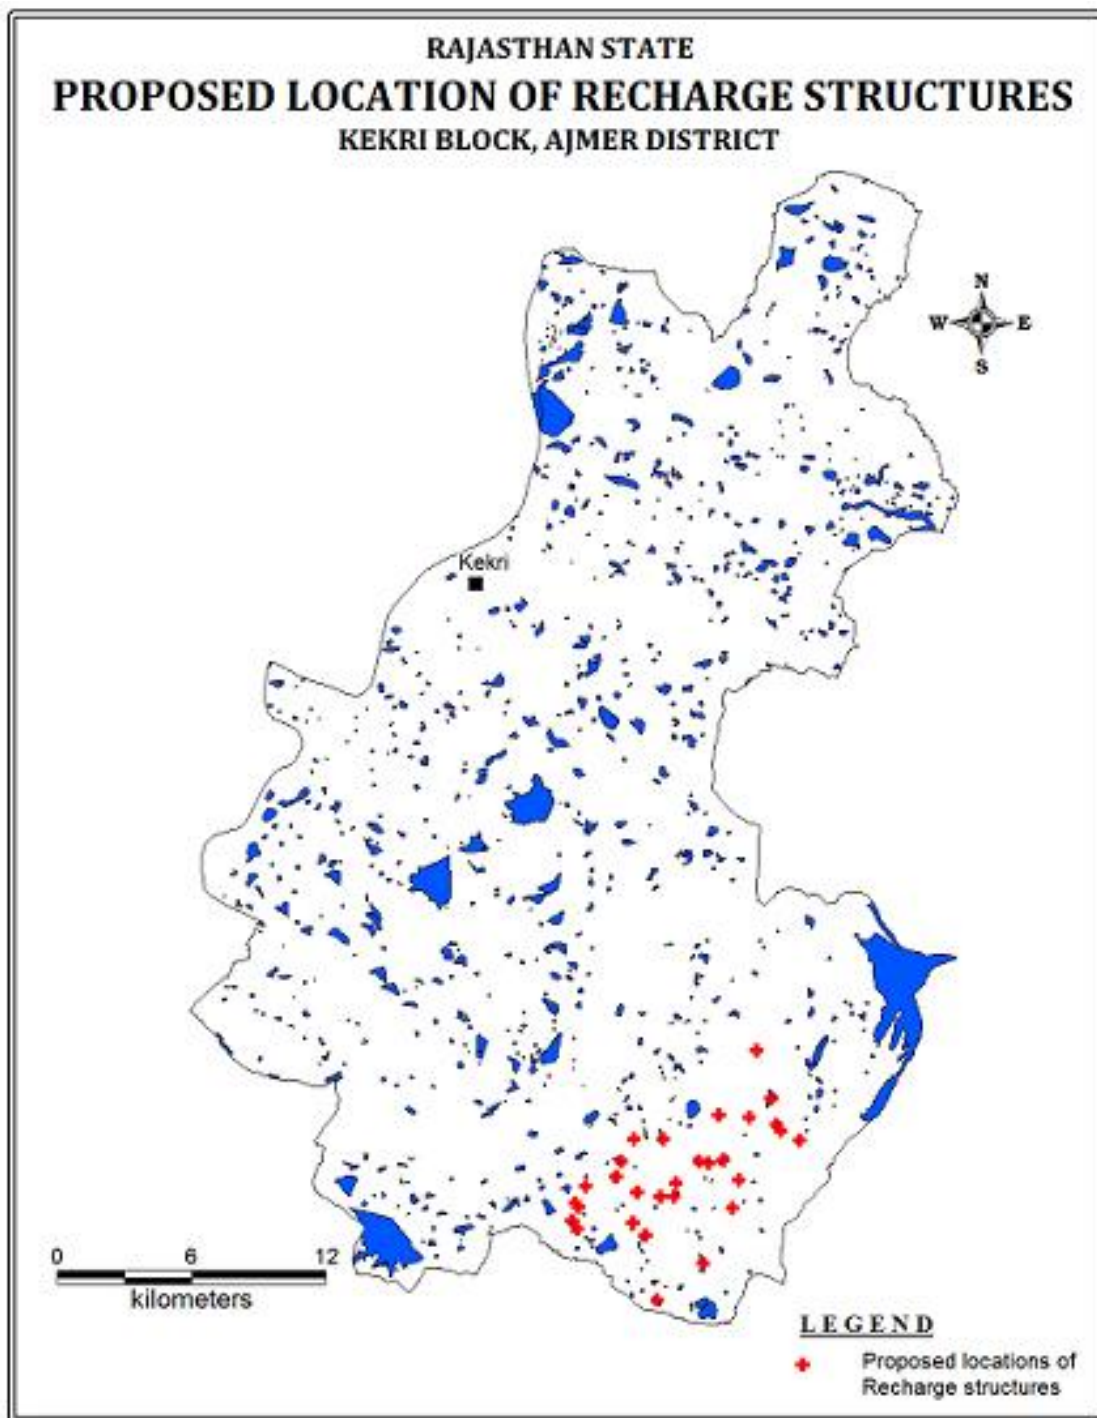 RAJASTHAN STATE
PROPOSED LOCATION OF RECHARGE STRUCTURES
KEKRI BLOCK, AJMER DISTRICT
N
W E
S
Kekri
0 6 12
kilometers
LEGEND
Proposed locations of
Recharge structures